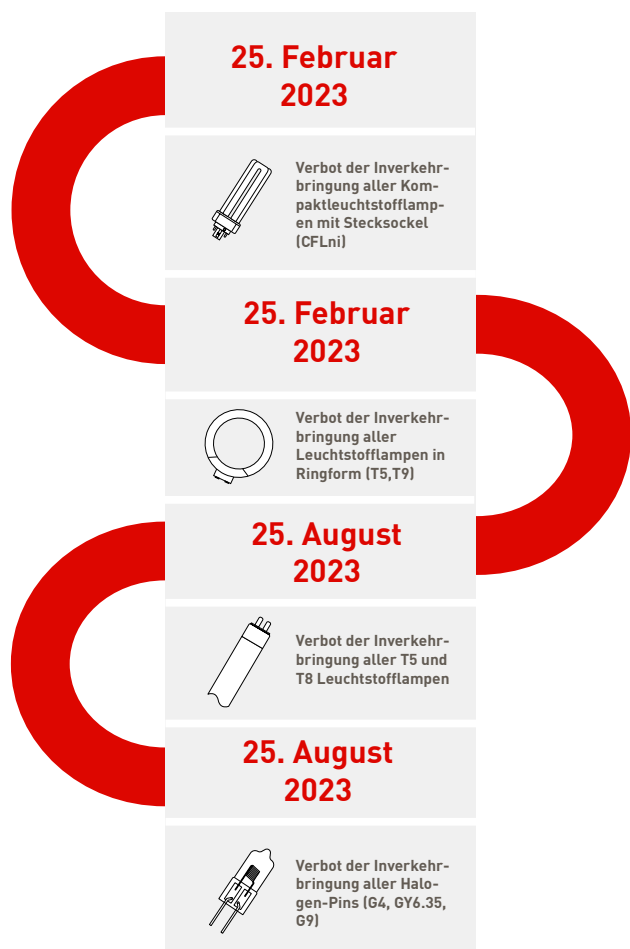 25. Februar
2023
Verbot der Inverkehr-
bringung aller Kom-
paktleuchtstofflamp-
en mit Stecksockel
(CFLni)
25. Februar
2023
Verbot der Inverkehr-
bringung aller
Leuchtstofflampen in
Ringform (T5,T9)
25. August
2023
Verbot der Inverkehr-
bringung aller T5 und
T8 Leuchtstofflampen
25. August
2023
Verbot der Inverkehr-
bringung aller Halo-
gen-Pins (G4, GY6.35,
G9)